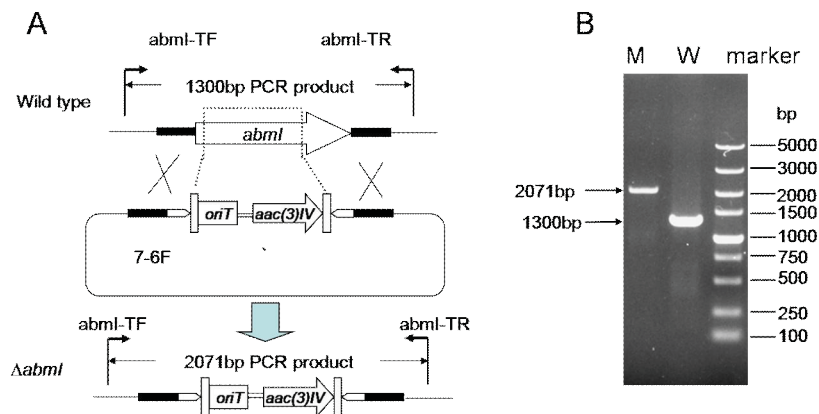 A
abmI-TF
abmI-TR
1300bp PCR product
Wild type
abmI
oriT
aac(3)IV
7-6F
abmI-TF
abmI-TR
2071bp PCR product
ΔabmI
oriT
aac(3)IV
B
M W marker
bp
5000
3000
2071bp
2000
1500
1300bp
1000
750
500
250
100